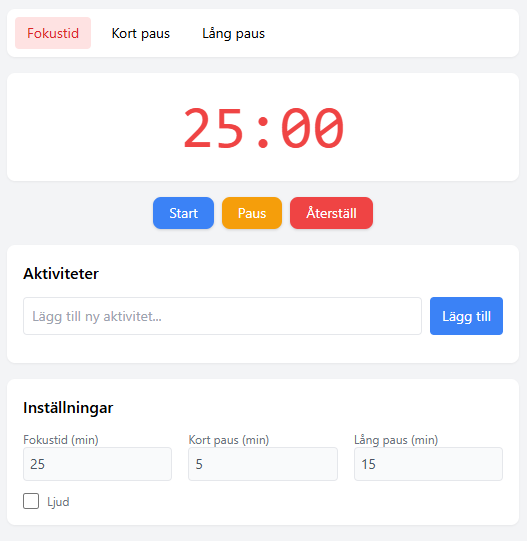 Fokustid Kort paus Lång paus
25:00
Start Paus Återställ
Aktiviteter
Lägg till ny aktivitet... Lägg till
Inställningar
Fokustid (min) Kort paus (min) Lång paus (min)
25 5 15
Ljud